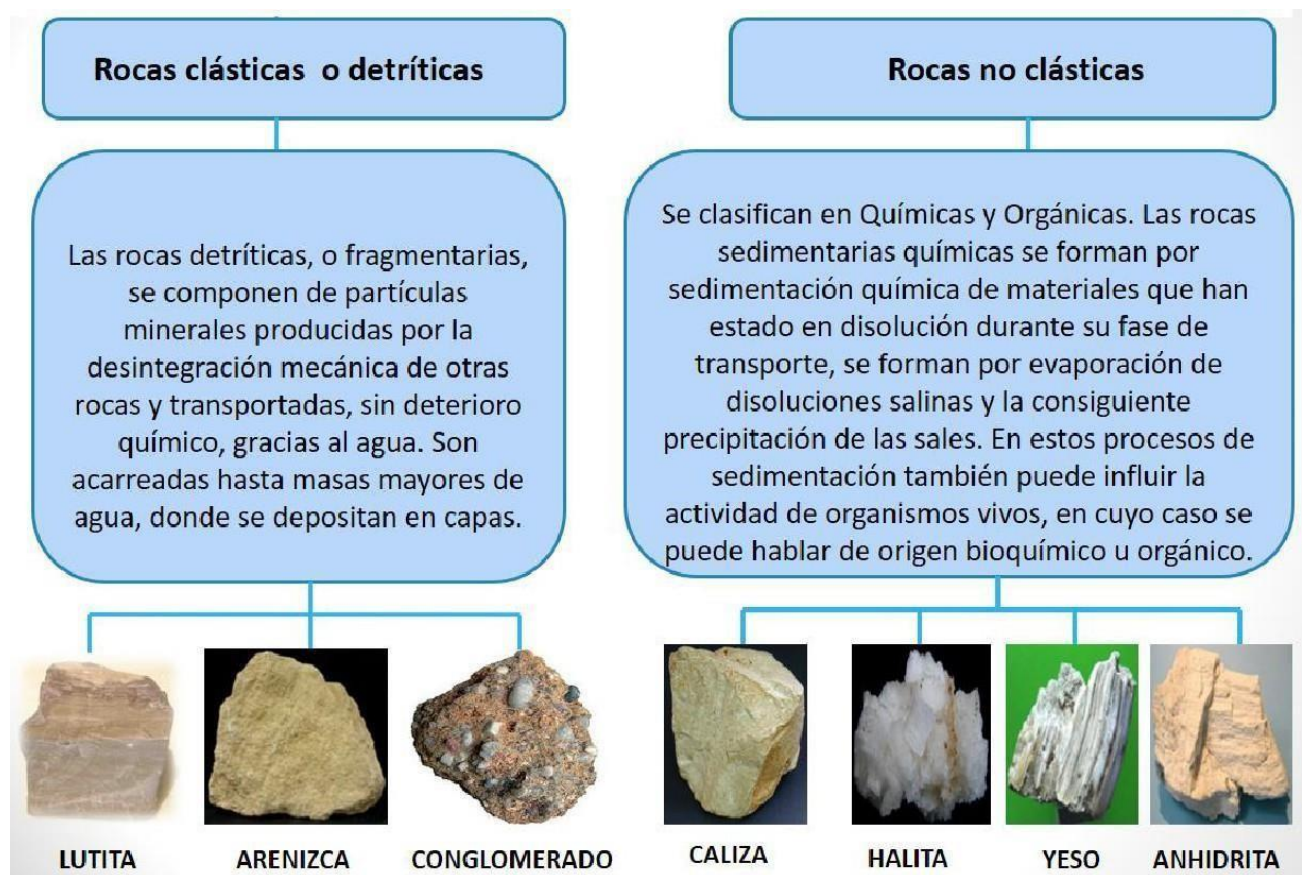 Rocas clásticas o detríticas
Las rocas detríticas, o fragmentarias,
se componen de partículas
minerales producidas por la
desintegración mecánica de otras
rocas y transportadas, sin deterioro
químico, gracias al agua. Son
acarreadas hasta masas mayores de
agua, donde se depositan en capas.
LUTITA
ARENIZCA
CONGLOMERADO
Rocas no clásticas
Se clasifican en Químicas y Orgánicas. Las rocas
sedimentarias químicas se forman por
sedimentación química de materiales que han
estado en disolución durante su fase de
transporte, se forman por evaporación de
disoluciones salinas y la consiguiente
precipitación de las sales. En estos procesos de
sedimentación también puede influir la
actividad de organismos vivos, en cuyo caso se
puede hablar de origen bioquímico u orgánico.
CALIZA
HALITA
YESO
ANHIDRITA